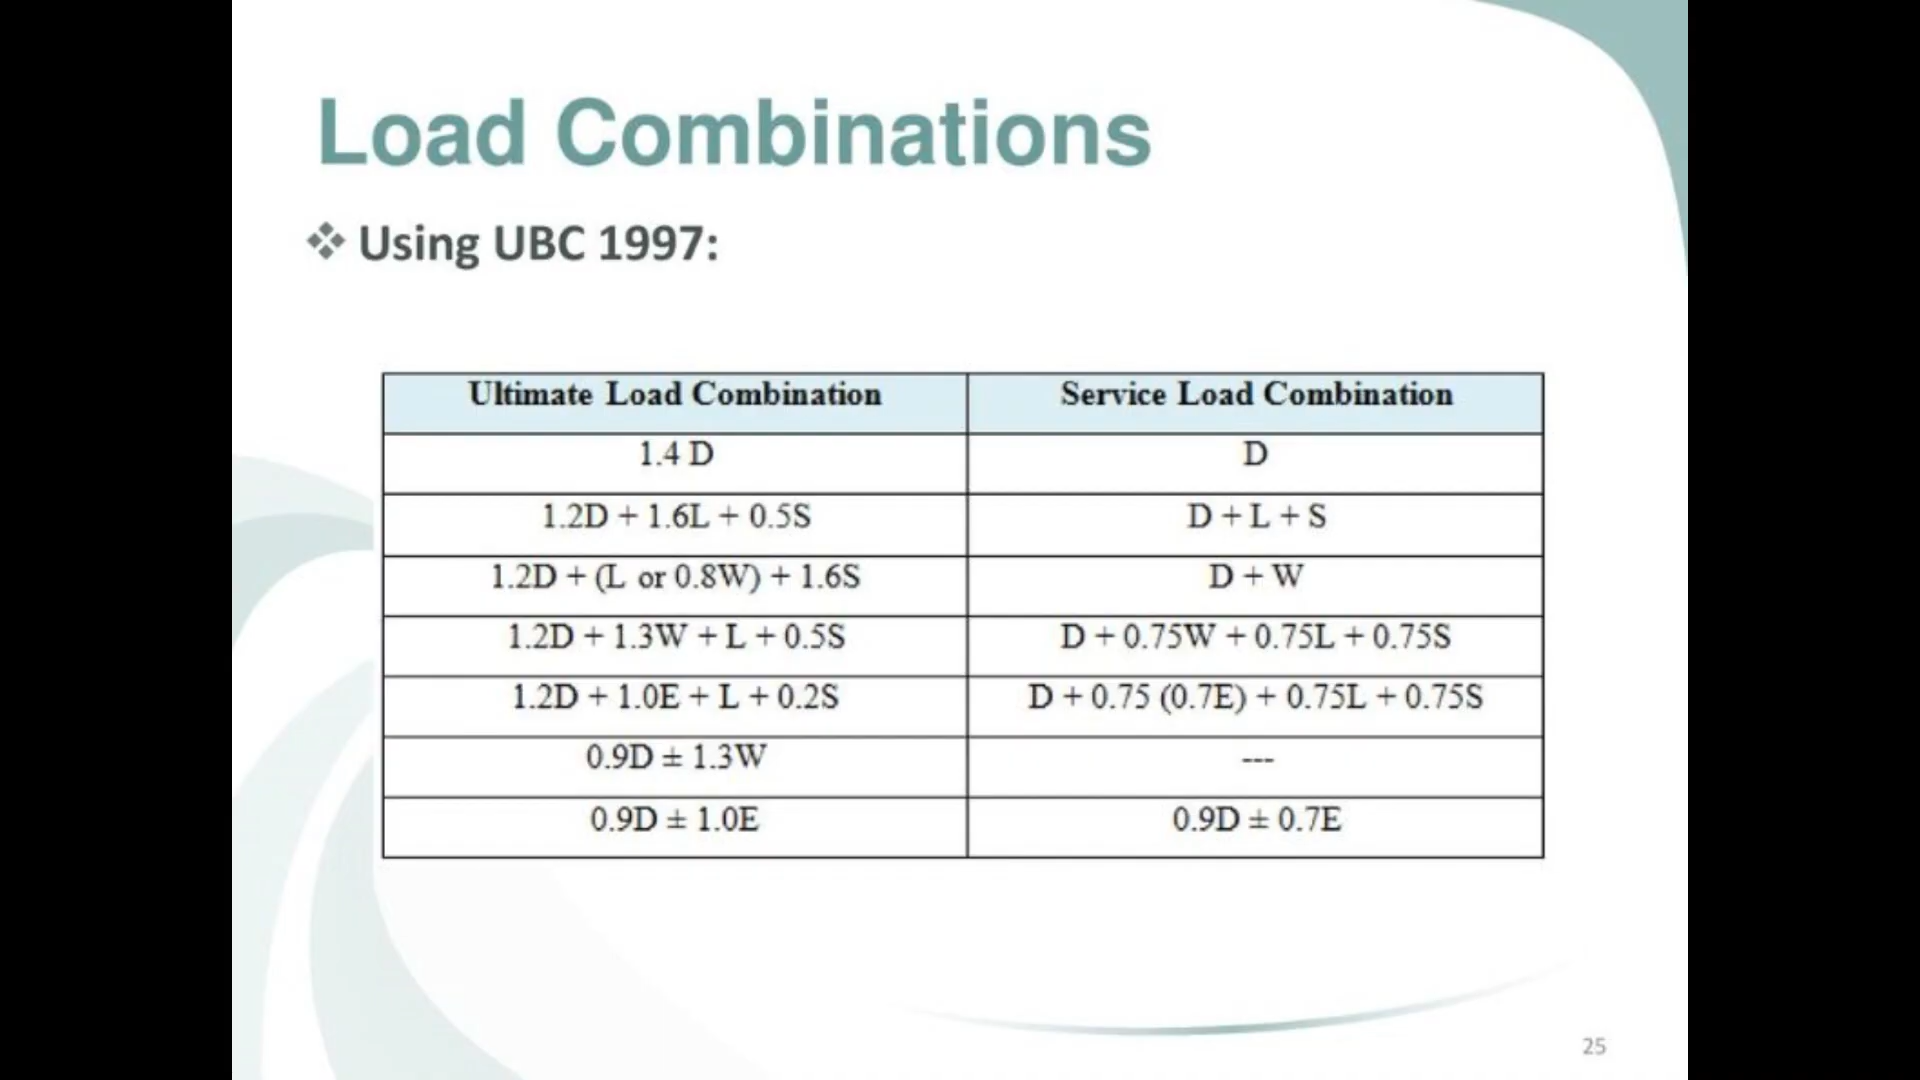 Load Combinations
❖ Using UBC 1997:
Ultimate Load Combination Service Load Combination
1.4 D D
1.2D + 1.6L + 0.5S D + L + S
1.2D + (L or 0.8W) + 1.6S D + W
1.2D + 1.3W + L + 0.5S D + 0.75W + 0.75L + 0.75S
1.2D + 1.0E + L + 0.2S D + 0.75 (0.7E) + 0.75L + 0.75S
0.9D ± 1.3W ---
0.9D ± 1.0E 0.9D ± 0.7E
25